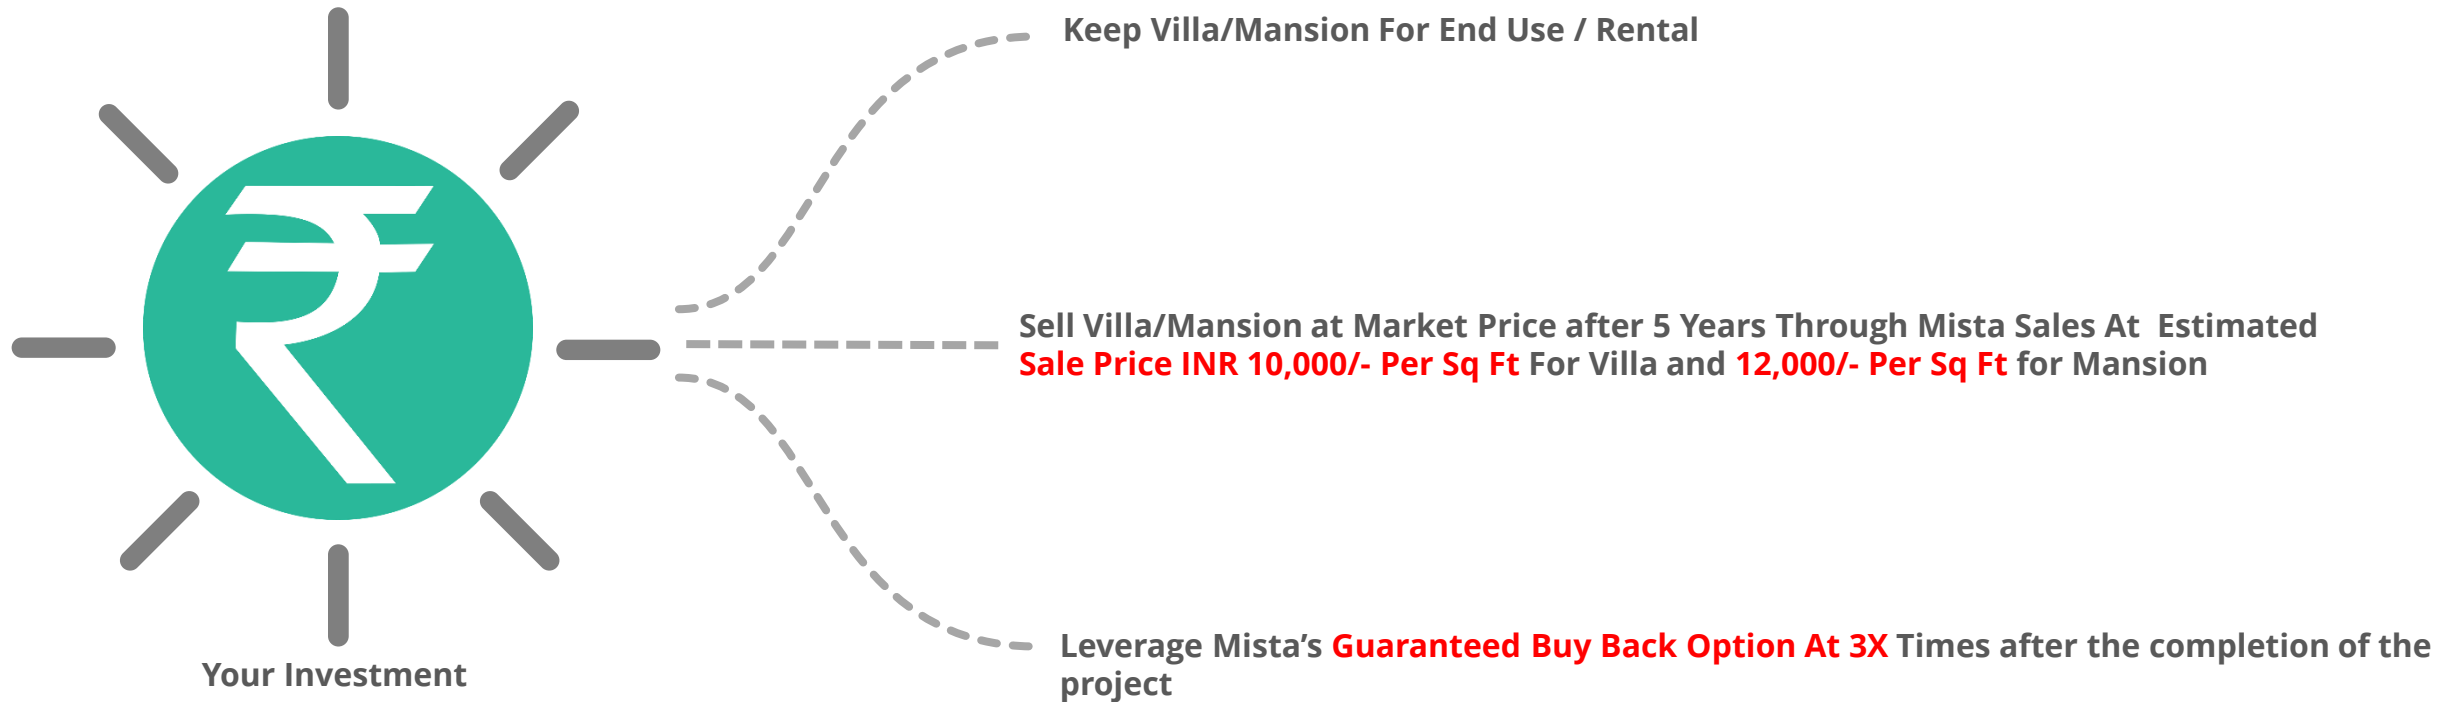 Keep Villa/Mansion For End Use / Rental
Sell Villa/Mansion at Market Price after 5 Years Through Mista Sales At  Estimated
Sale Price INR 10,000/- Per Sq Ft For Villa and 12,000/- Per Sq Ft for Mansion
Leverage Mista’s Guaranteed Buy Back Option At 3X Times after the completion of the
project
₹
Your Investment